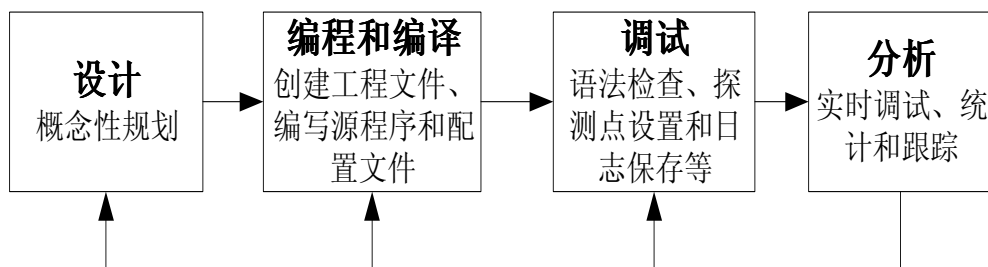 设计
概念性规划
编程和编译
创建工程文件、
编写源程序和配
置文件
调试
语法检查、探
测点设置和日
志保存等
分析
实时调试、统
计和跟踪